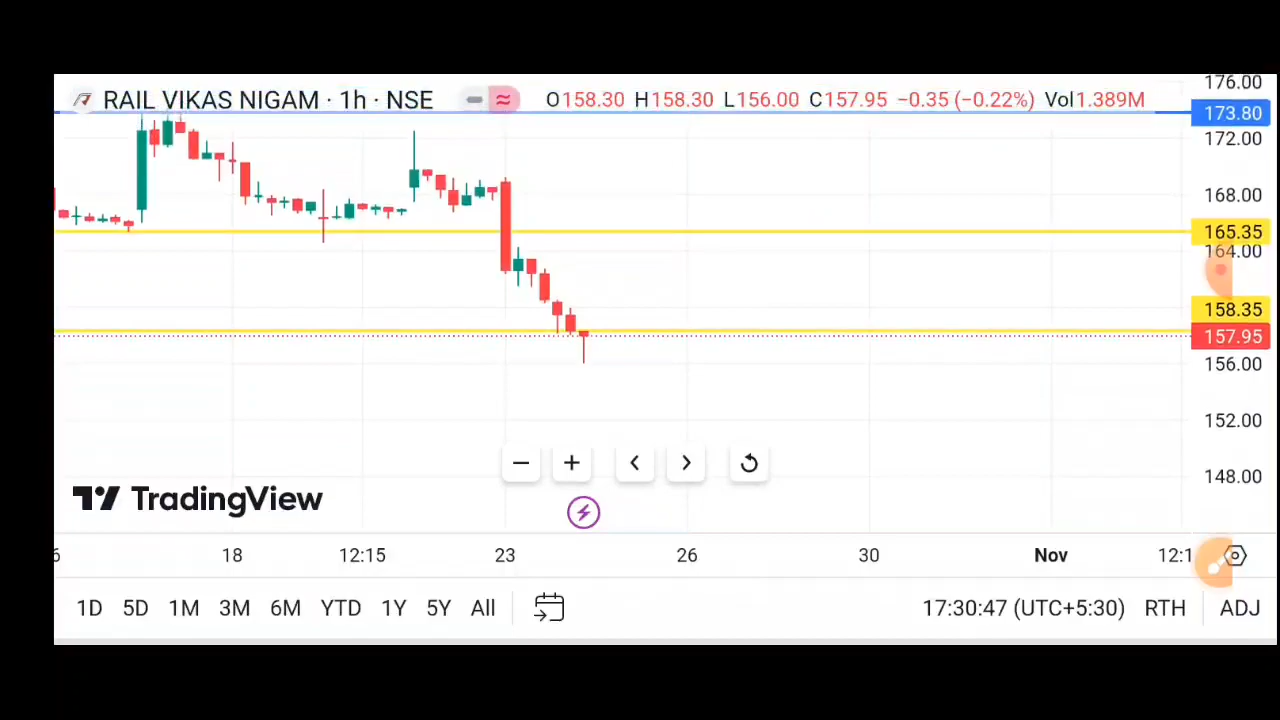 176.00
RAIL VIKAS NIGAM · 1h · NSE O158.30 H158.30 L156.00 C157.95 −0.35 (−0.22%) Vol1.389M
173.80
172.00
168.00
165.35
164.00
158.35
157.95
156.00
152.00
148.00
TradingView
6 18 12:15 23 26 30 Nov 12:1
1D 5D 1M 3M 6M YTD 1Y 5Y All 17:30:47 (UTC+5:30) RTH ADJ